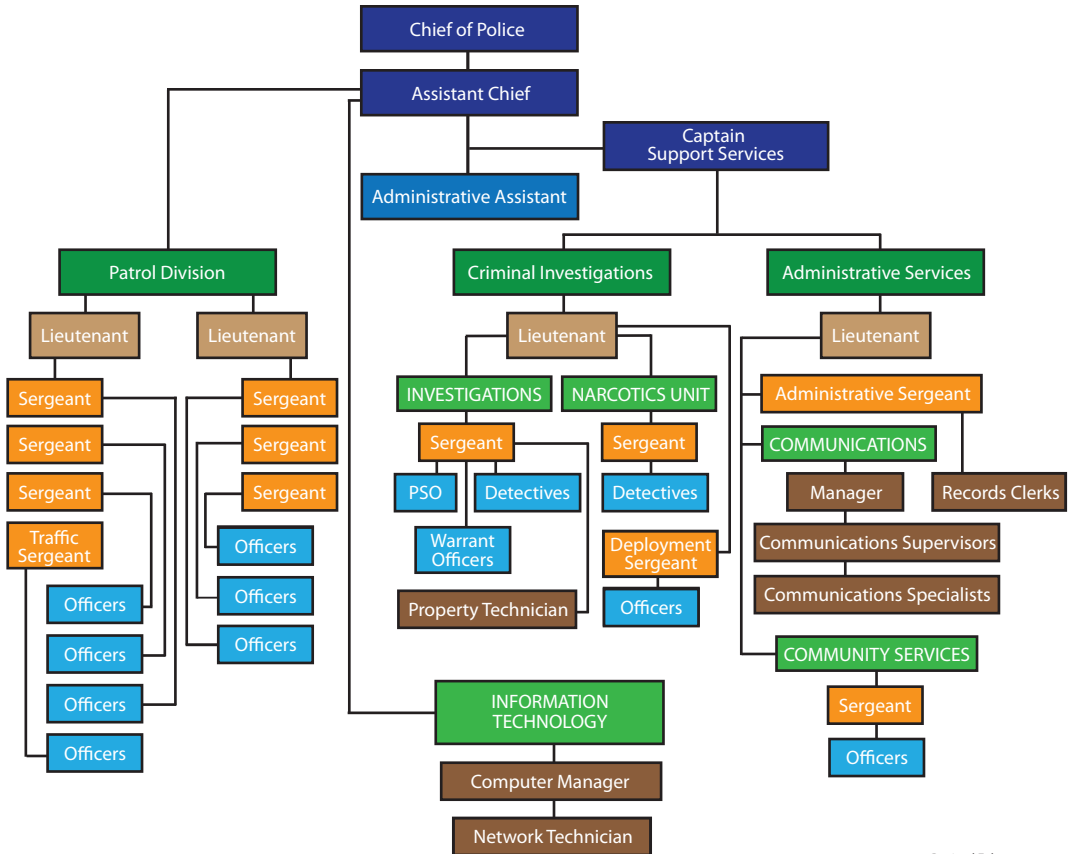 Chief of Police
Assistant Chief
Captain
Support Services
Administrative Assistant
Patrol Division
Criminal Investigations
Administrative Services
Lieutenant
Lieutenant
Lieutenant
Lieutenant
Sergeant
Sergeant
Sergeant
Traffic
Sergeant
Officers
Officers
Officers
Officers
Sergeant
Sergeant
Sergeant
Officers
Officers
Officers
INVESTIGATIONS
Sergeant
PSO
Detectives
Warrant
Officers
Property Technician
NARCOTICS UNIT
Sergeant
Detectives
Deployment
Sergeant
Officers
Administrative Sergeant
COMMUNICATIONS
Manager
Records Clerks
Communications Supervisors
Communications Specialists
COMMUNITY SERVICES
Sergeant
Officers
INFORMATION
TECHNOLOGY
Computer Manager
Network Technician